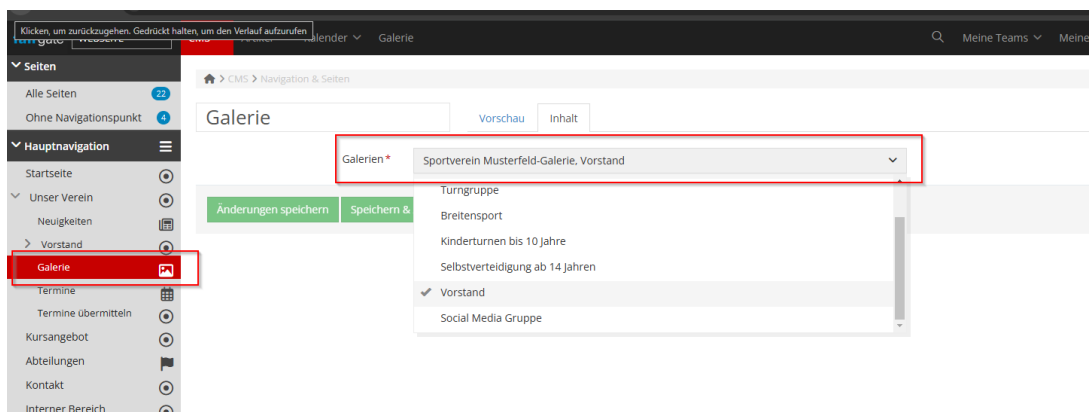 Klicken, um zurückzugehen. Gedrückt halten, um den Verlauf aufzurufen
Kalender Galerie Meine Teams Meine
Seiten
Alle Seiten 22
Ohne Navigationspunkt 4
Hauptnavigation
Startseite
Unser Verein
Neuigkeiten
Vorstand
Galerie
Termine
Termine übermitteln
Kursangebot
Abteilungen
Kontakt
Interner Bereich
> CMS > Navigation & Seiten
Galerie Vorschau Inhalt
Galerien * Sportverein Musterfeld-Galerie, Vorstand
Turngruppe
Breitensport
Kinderturnen bis 10 Jahre
Selbstverteidigung ab 14 Jahren
Vorstand
Social Media Gruppe
Änderungen speichern Speichern &